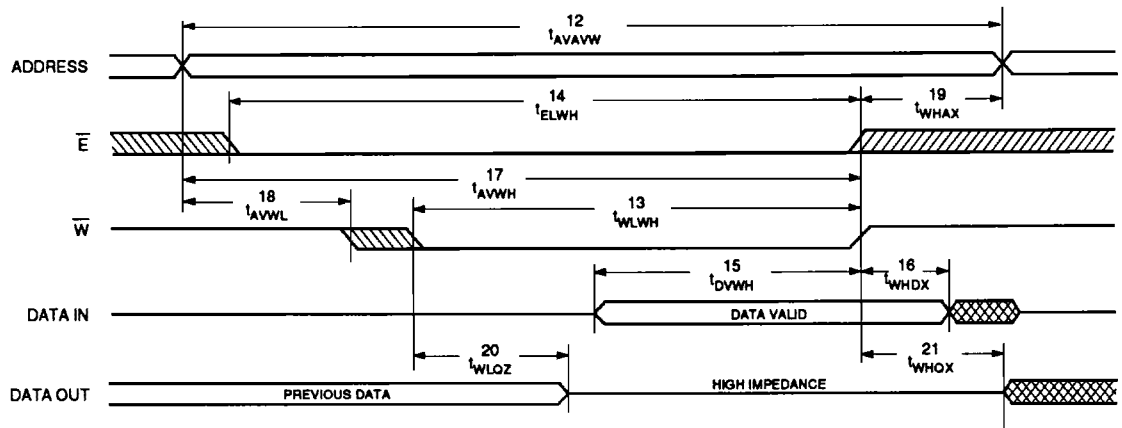 12
tAVAVW
ADDRESS
14
tELWH
19
tWHAX
E
17
tAVWH
18
tAVWL
13
tWLWH
W
15
tDVWH
16
tWHDX
DATA IN
DATA VALID
20
tWLQZ
21
tWHQX
DATA OUT
PREVIOUS DATA
HIGH IMPEDANCE